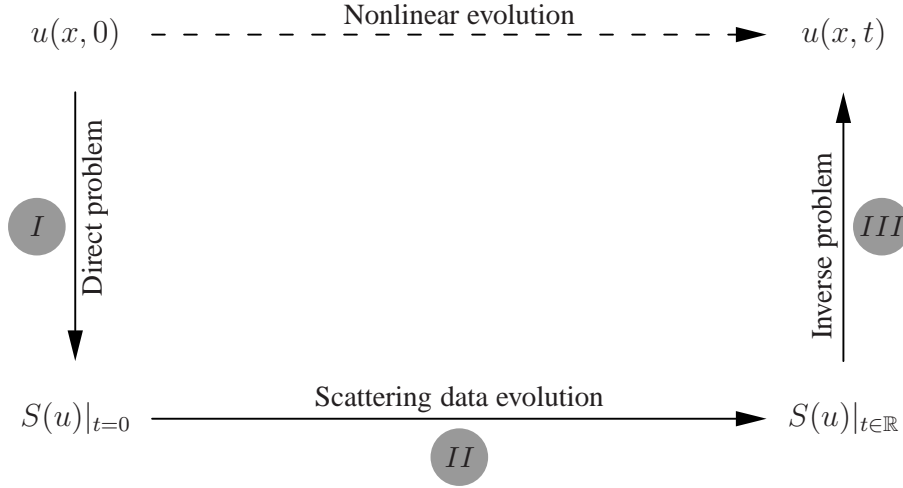 Nonlinear evolution
u(x, 0)
u(x, t)
Direct problem
I
Inverse problem
III
Scattering data evolution
S(u)|_{t=0}
S(u)|_{t∈ℝ}
II